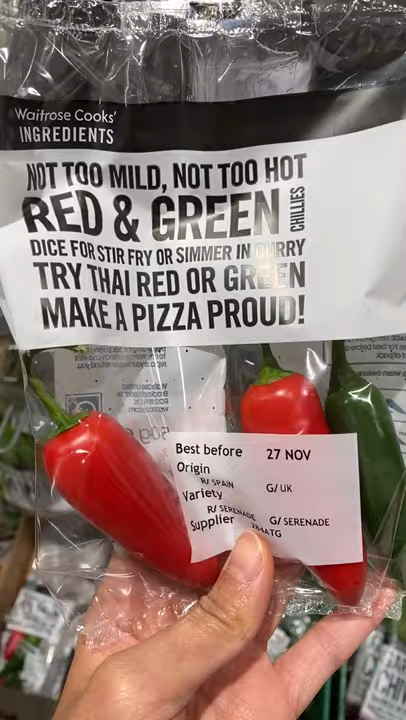 Waitrose Cooks'
INGREDIENTS
NOT TOO MILD, NOT TOO HOT
RED & GREEN CHILLIES
DICE FOR STIR FRY OR SIMMER IN CURRY
TRY THAI RED OR GREEN
MAKE A PIZZA PROUD!
Best before 27 NOV
Origin
R/ SPAIN G/ UK
Variety
R/ SERENADE G/ SERENADE
Supplier